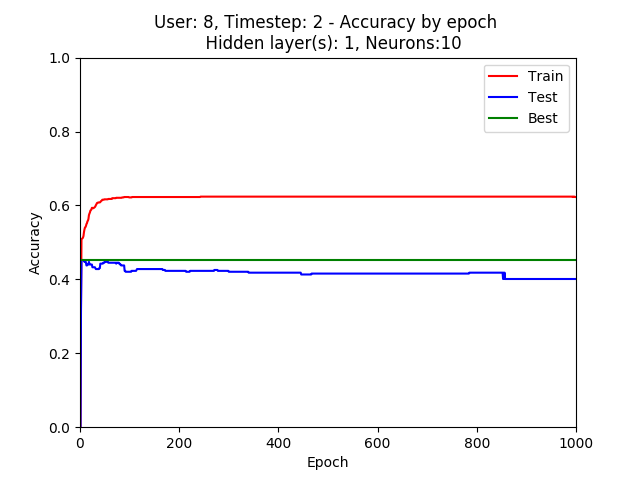 User: 8, Timestep: 2 - Accuracy by epoch
Hidden layer(s): 1, Neurons:10
1.0
Train
Test
Best
0.8
0.6
Accuracy
0.4
0.2
0.0
0 200 400 600 800 1000
Epoch